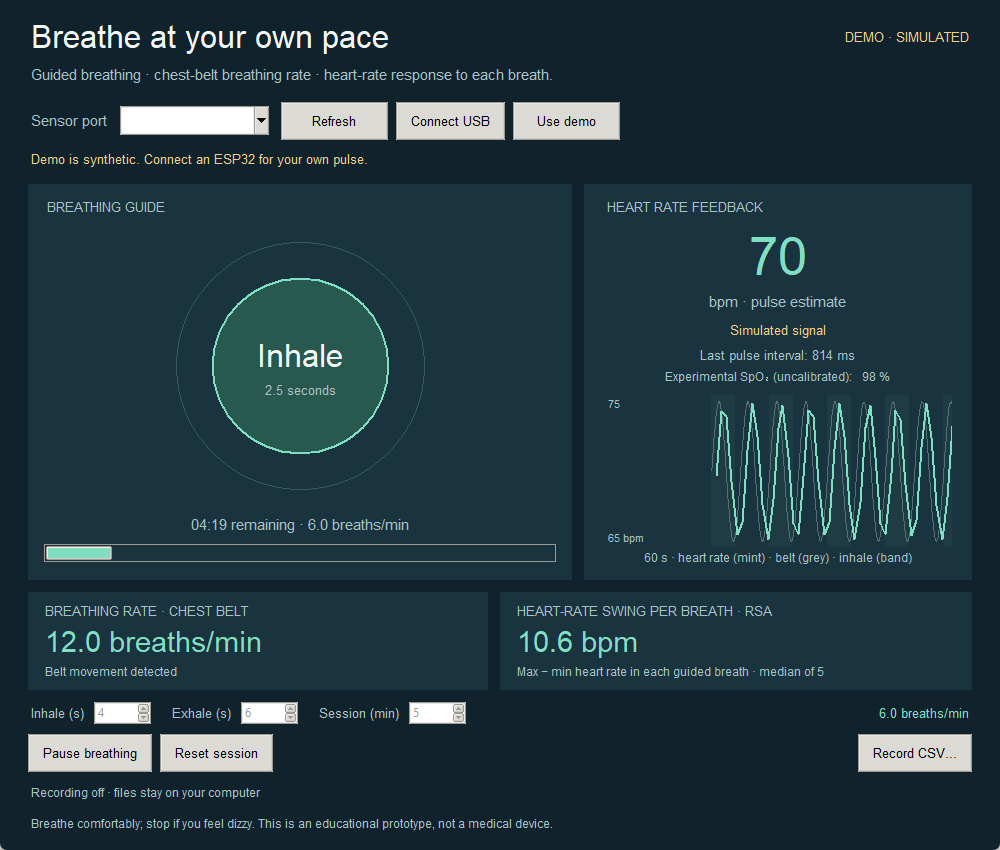 Breathe at your own pace
DEMO · SIMULATED
Guided breathing · chest-belt breathing rate · heart-rate response to each breath.
Sensor port
Refresh
Connect USB
Use demo
Demo is synthetic. Connect an ESP32 for your own pulse.
BREATHING GUIDE
Inhale
2.5 seconds
04:19 remaining · 6.0 breaths/min
HEART RATE FEEDBACK
70
bpm · pulse estimate
Simulated signal
Last pulse interval: 814 ms
Experimental SpO₂ (uncalibrated): 98 %
75
65 bpm
60 s · heart rate (mint) · belt (grey) · inhale (band)
BREATHING RATE · CHEST BELT
12.0 breaths/min
Belt movement detected
HEART-RATE SWING PER BREATH · RSA
10.6 bpm
Max − min heart rate in each guided breath · median of 5
Inhale (s) 4 Exhale (s) 6 Session (min) 5
6.0 breaths/min
Pause breathing
Reset session
Record CSV...
Recording off · files stay on your computer
Breathe comfortably; stop if you feel dizzy. This is an educational prototype, not a medical device.